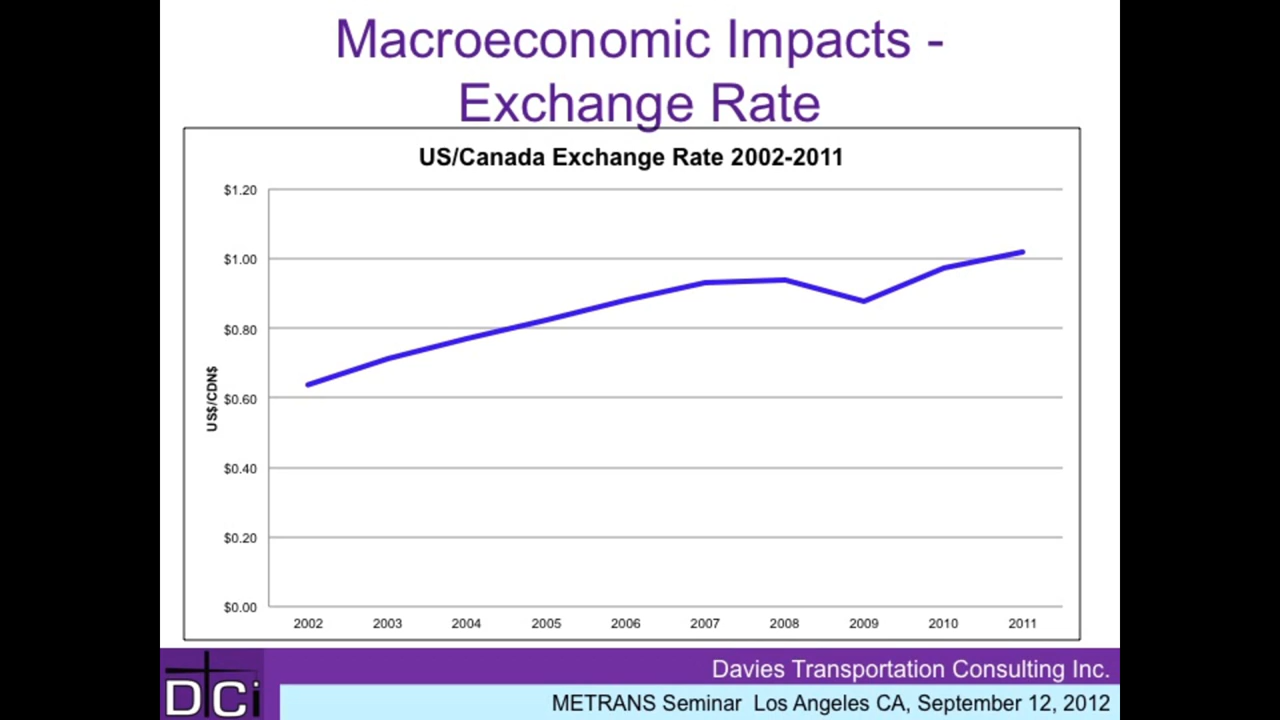 Macroeconomic Impacts -
Exchange Rate
US/Canada Exchange Rate 2002-2011
$1.20
$1.00
$0.80
$0.60
$0.40
$0.20
$0.00
US$/CDN$
2002 2003 2004 2005 2006 2007 2008 2009 2010 2011
DCi
Davies Transportation Consulting Inc.
METRANS Seminar Los Angeles CA, September 12, 2012